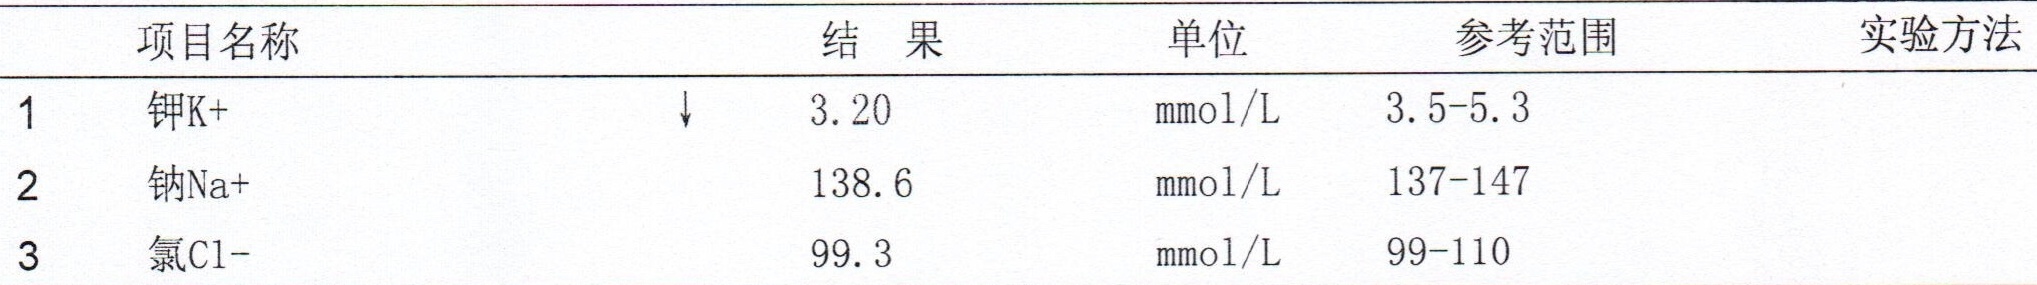 项目名称 结 果 单位 参考范围 实验方法
1 钾K+ ↓ 3.20 mmol/L 3.5-5.3
2 钠Na+ 138.6 mmol/L 137-147
3 氯Cl- 99.3 mmol/L 99-110